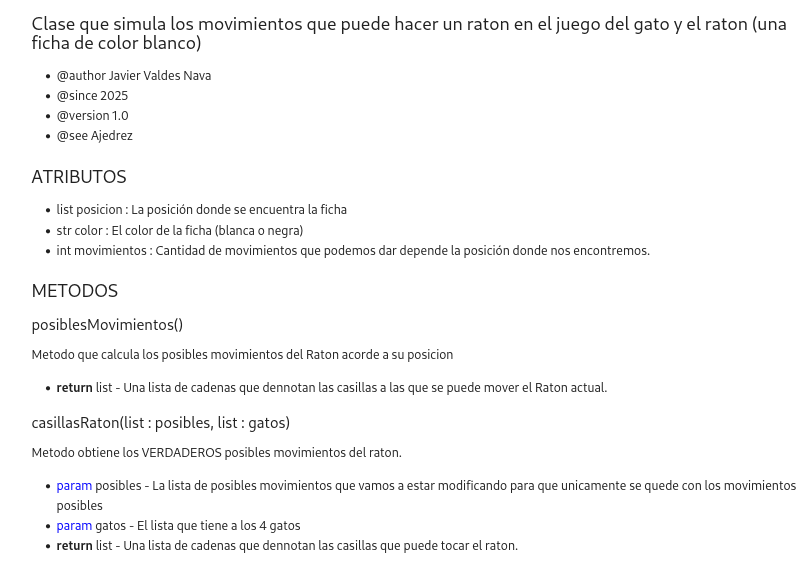 Clase que simula los movimientos que puede hacer un raton en el juego del gato y el raton (una
ficha de color blanco)
• @author Javier Valdes Nava
• @since 2025
• @version 1.0
• @see Ajedrez
ATRIBUTOS
• list posicion : La posición donde se encuentra la ficha
• str color : El color de la ficha (blanca o negra)
• int movimientos : Cantidad de movimientos que podemos dar depende la posición donde nos encontremos.
METODOS
posiblesMovimientos()
Metodo que calcula los posibles movimientos del Raton acorde a su posicion
• return list - Una lista de cadenas que dennotan las casillas a las que se puede mover el Raton actual.
casillasRaton(list : posibles, list : gatos)
Metodo obtiene los VERDADEROS posibles movimientos del raton.
• param posibles - La lista de posibles movimientos que vamos a estar modificando para que unicamente se quede con los movimientos
posibles
• param gatos - El lista que tiene a los 4 gatos
• return list - Una lista de cadenas que dennotan las casillas que puede tocar el raton.